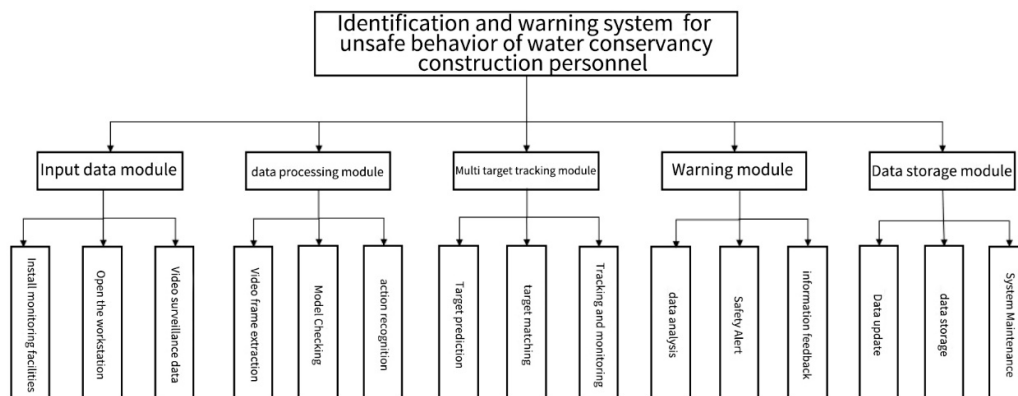 Identification and warning system for
unsafe behavior of water conservancy
construction personnel
Input data module
data processing module
Multi target tracking module
Warning module
Data storage module
Install monitoring facilities
Open the workstation
Video surveillance data
Video frame extraction
Model Checking
action recognition
Target prediction
target matching
Tracking and monitoring
data analysis
Safety Alert
information feedback
Data update
data storage
System Maintenance